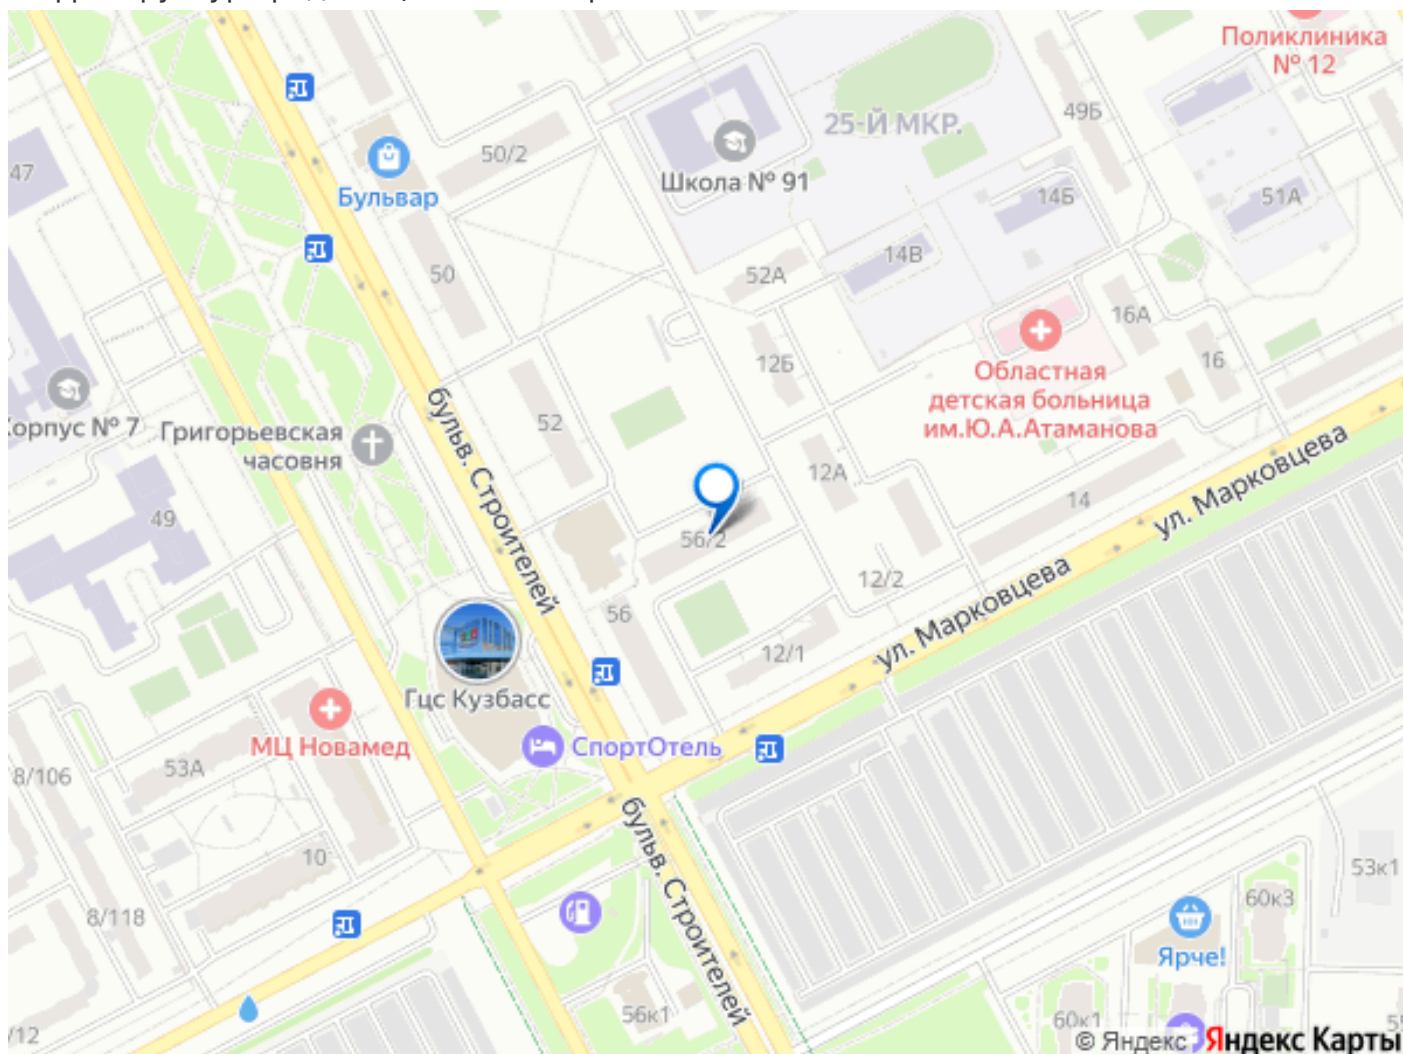 Поликлиника
№ 12
25-Й МКР.
49Б
50/2
47
Школа № 91
Бульвар
14Б
51А
14В
50
52А
16А
12Б
16
Областная
детская больница
им.Ю.А.Атаманова
52
бульв. Строителей
Корпус № 7
Григорьевская
часовня
12А
ул. Марковцева
14
49
56/2
12/2
ул. Марковцева
56
12/1
Гцс Кузбасс
МЦ Новамед
СпортОтель
53А
8/106
бульв. Строителей
10
53к1
60к3
8/118
Ярче!
56к1
60к1
/12
© Яндекс Яндекс Карты